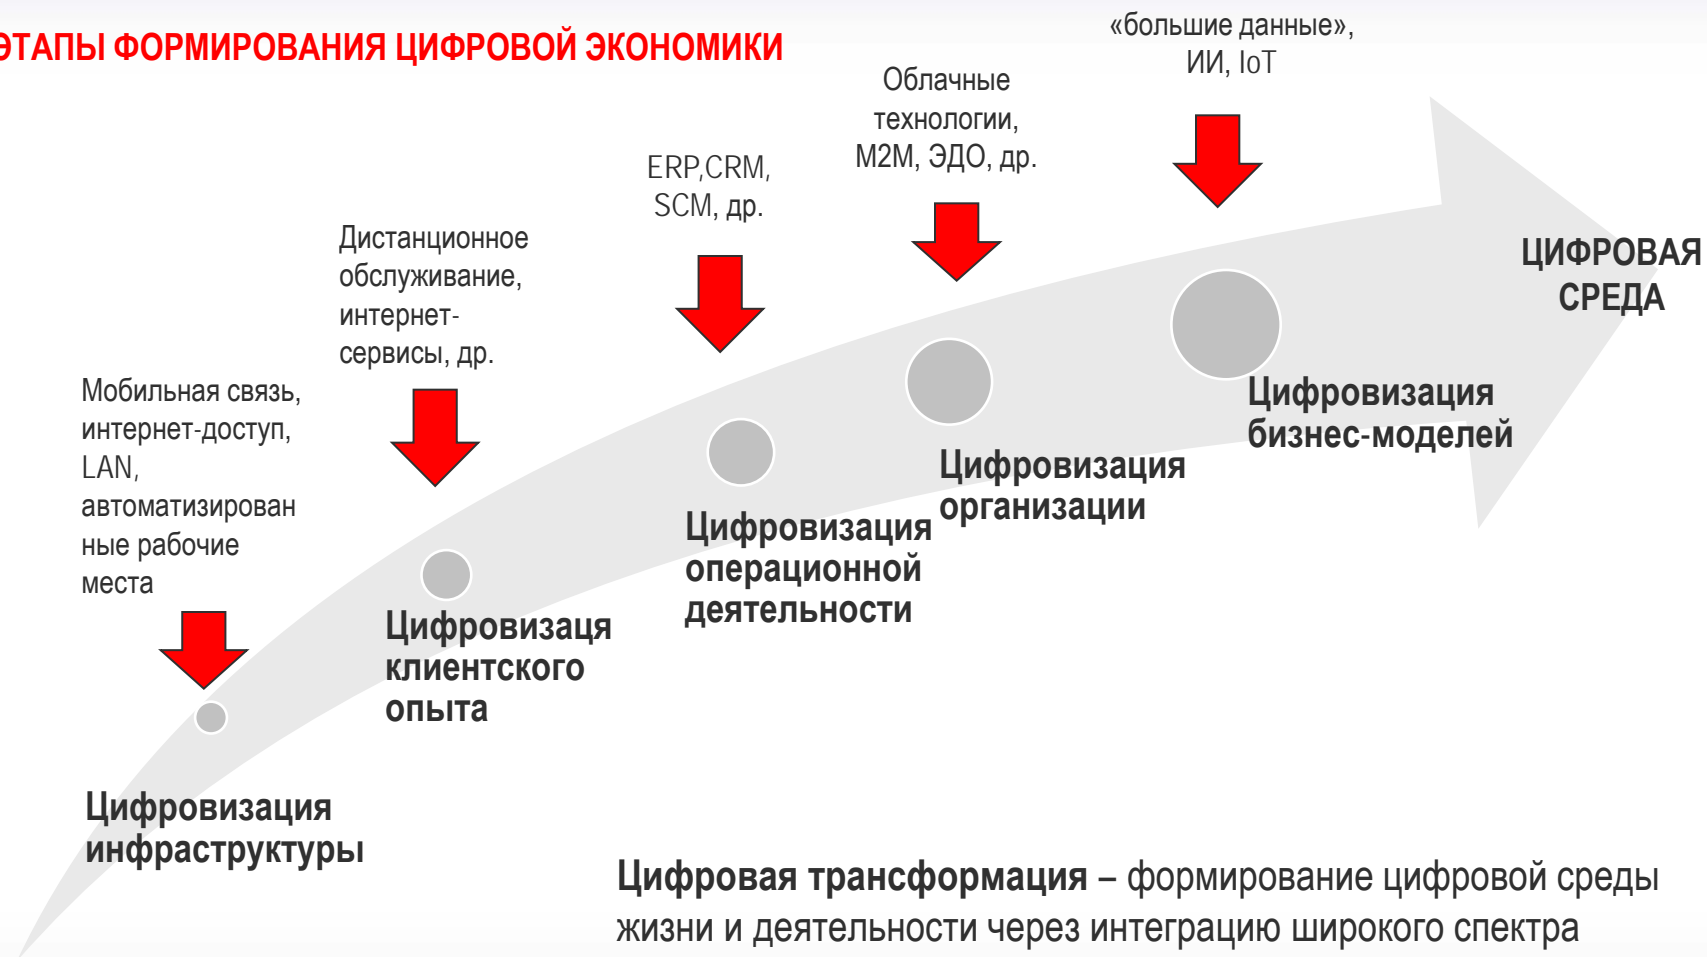 ЭТАПЫ ФОРМИРОВАНИЯ ЦИФРОВОЙ ЭКОНОМИКИ
«большие данные»,
ИИ, IoT
Облачные
технологии,
M2M, ЭДО, др.
ERP,CRM,
SCM, др.
Дистанционное
обслуживание,
интернет-
сервисы, др.
Мобильная связь,
интернет-доступ,
LAN,
автоматизирован
ные рабочие
места
ЦИФРОВАЯ
СРЕДА
Цифровизация
бизнес-моделей
Цифровизация
организации
Цифровизация
операционной
деятельности
Цифровизаця
клиентского
опыта
Цифровизация
инфраструктуры
Цифровая трансформация – формирование цифровой среды
жизни и деятельности через интеграцию широкого спектра